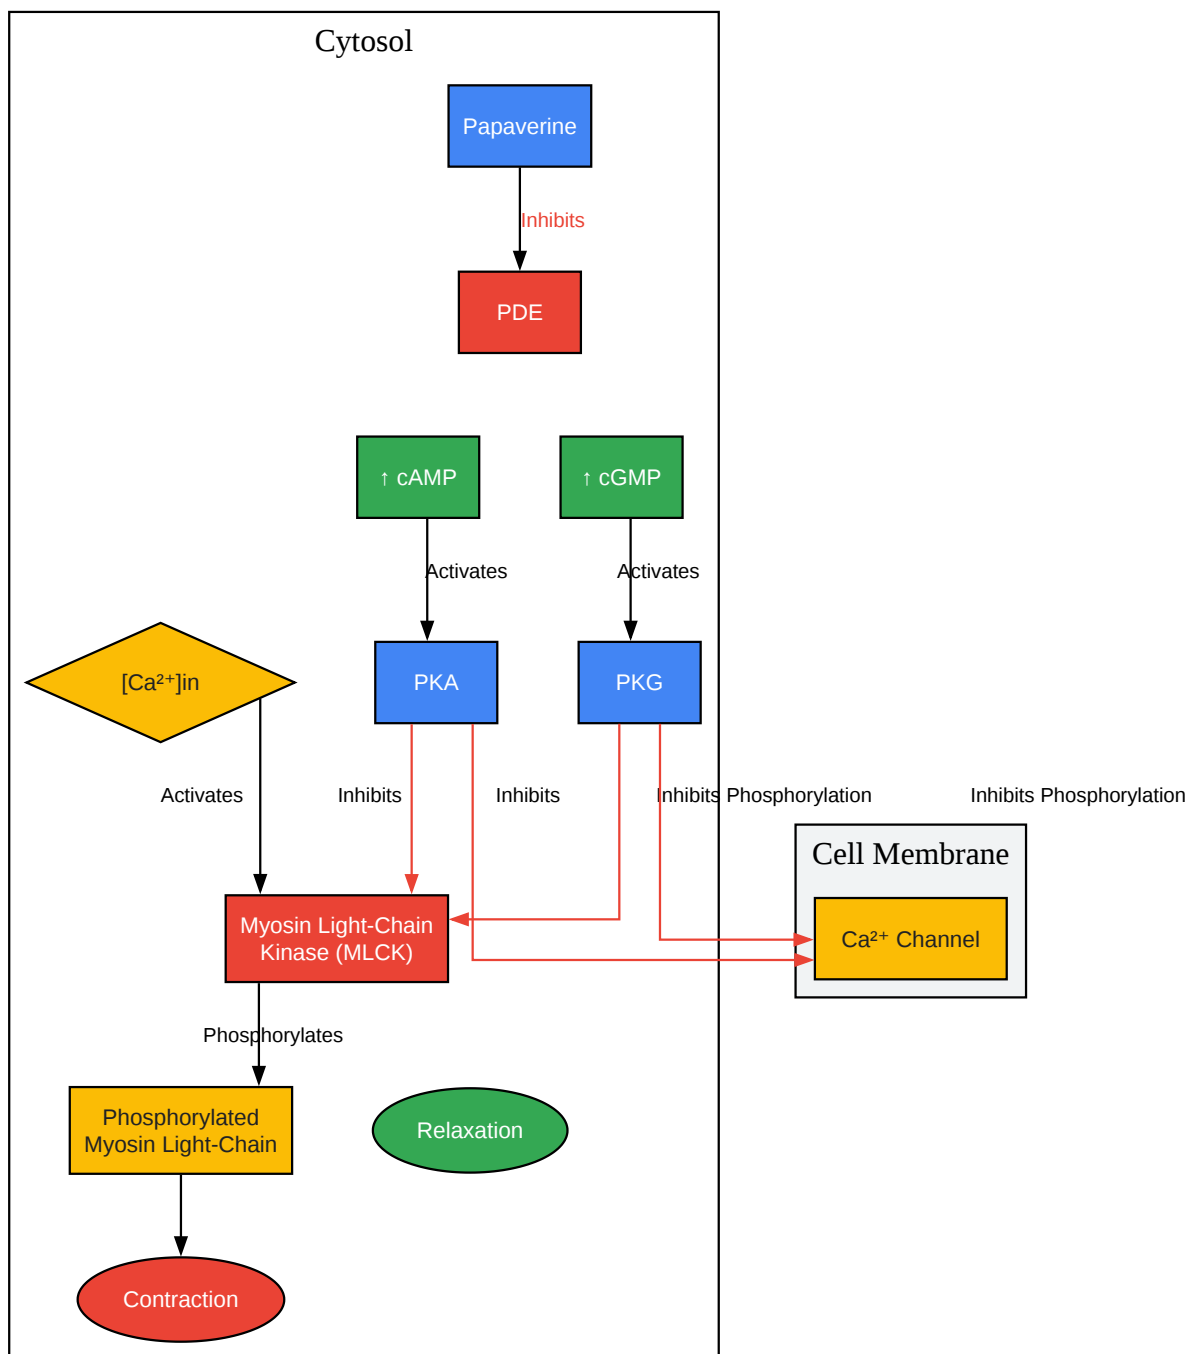 Cytosol
Papaverine
Inhibits
PDE
↑ cAMP
↑ cGMP
Activates
Activates
[Ca²⁺]in
PKA
PKG
Activates
Inhibits
Inhibits
Inhibits Phosphorylation
Inhibits Phosphorylation
Cell Membrane
Myosin Light-Chain
Kinase (MLCK)
Ca²⁺ Channel
Phosphorylates
Phosphorylated
Myosin Light-Chain
Relaxation
Contraction